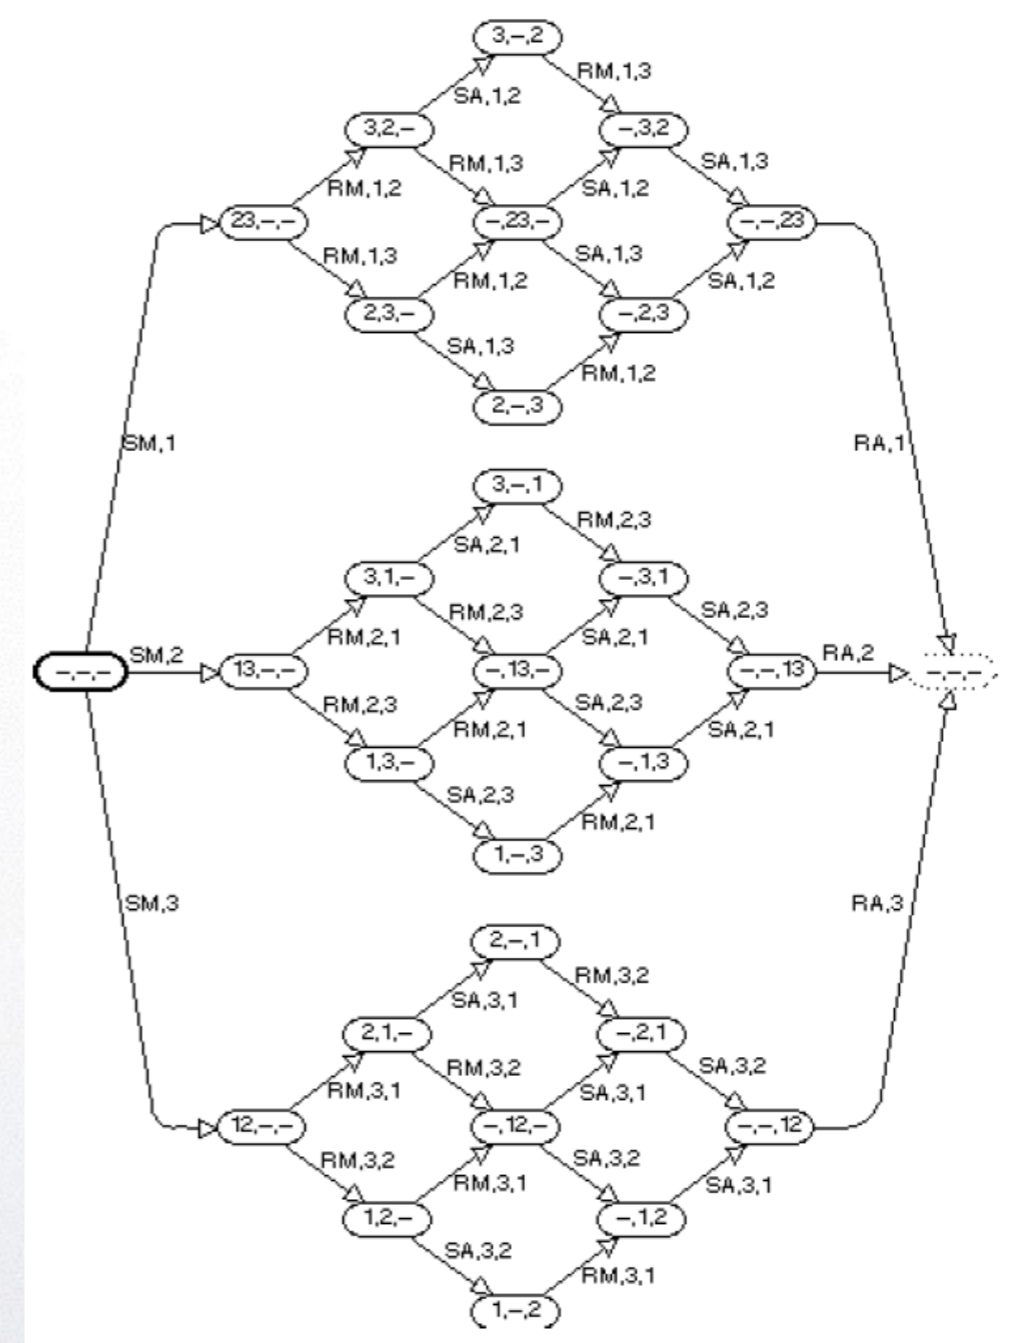 3,–,2
RM,1,3
SA,1,2
3,2,–
–,3,2
RM,1,3
SA,1,3
RM,1,2
SA,1,2
23,–,–
–,23,–
–,–,23
RM,1,3
SA,1,3
RM,1,2
SA,1,2
2,3,–
–,2,3
SA,1,3
RM,1,2
2,–,3
SM,1
RA,1
3,–,1
RM,2,3
SA,2,1
3,1,–
–,3,1
RM,2,3
SA,2,3
RM,2,1
SA,2,1
SM,2
RA,2
–,–,–
13,–,–
–,13,–
–,–,13
–,–,–
RM,2,3
SA,2,3
RM,2,1
SA,2,1
1,3,–
–,1,3
SA,2,3
RM,2,1
1,–,3
SM,3
RA,3
2,–,1
RM,3,2
SA,3,1
2,1,–
–,2,1
RM,3,2
SA,3,2
RM,3,1
SA,3,1
12,–,–
–,12,–
–,–,12
RM,3,2
SA,3,2
RM,3,1
SA,3,1
1,2,–
–,1,2
SA,3,2
RM,3,1
1,–,2